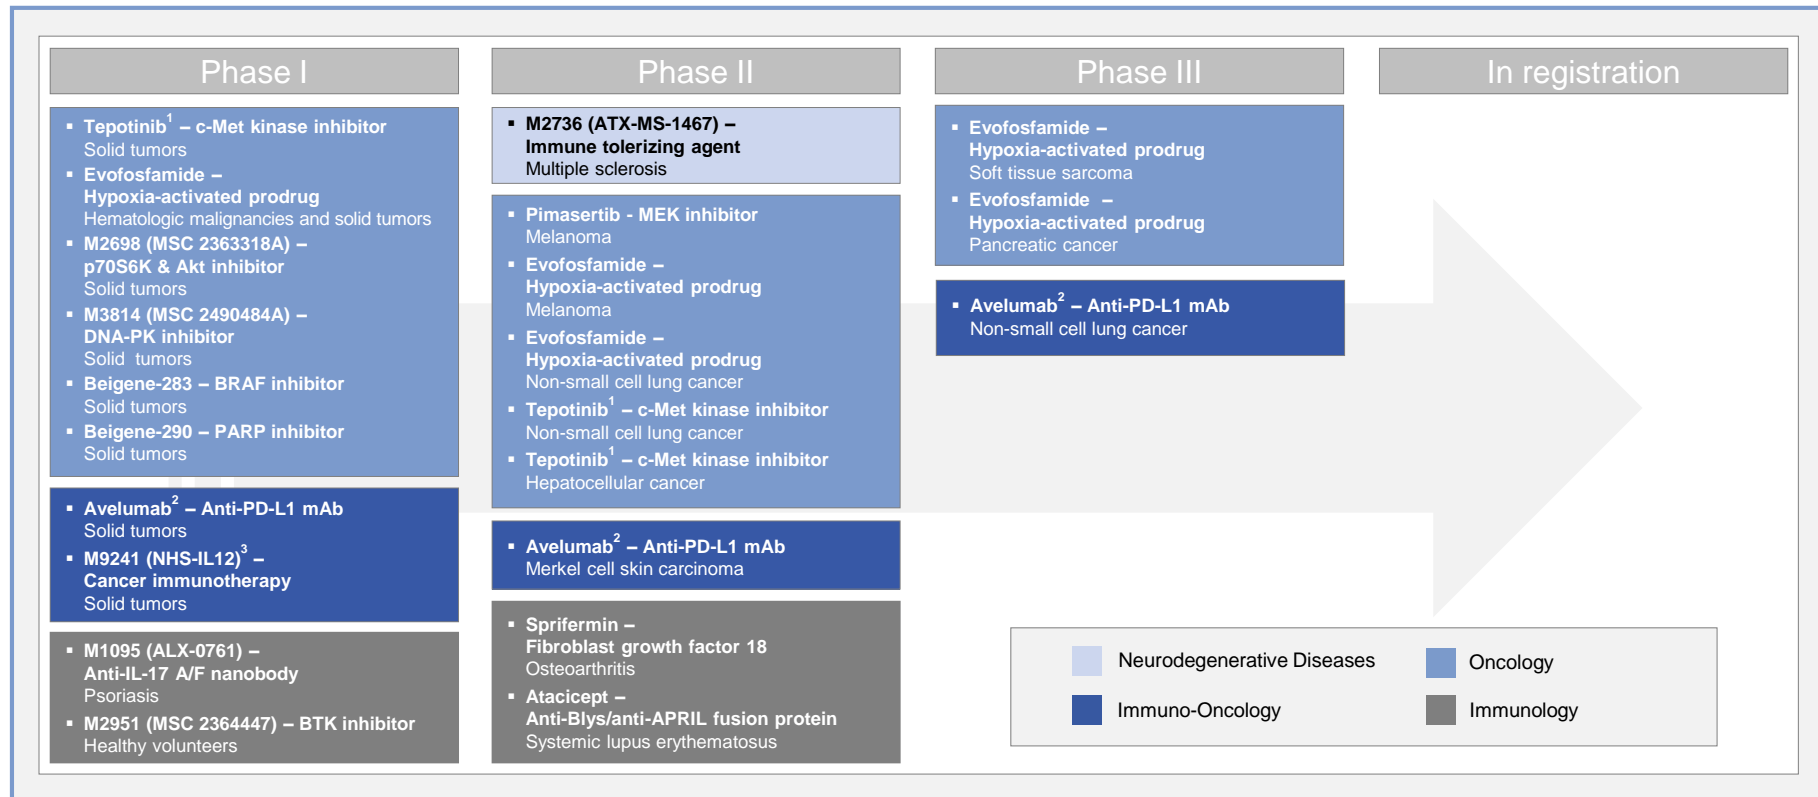 Phase I
▪ Tepotinib¹ – c-Met kinase inhibitor
Solid tumors
▪ Evofosfamide –
Hypoxia-activated prodrug
Hematologic malignancies and solid tumors
▪ M2698 (MSC 2363318A) –
p70S6K & Akt inhibitor
Solid tumors
▪ M3814 (MSC 2490484A) –
DNA-PK inhibitor
Solid tumors
▪ Beigene-283 – BRAF inhibitor
Solid tumors
▪ Beigene-290 – PARP inhibitor
Solid tumors
▪ Avelumab² – Anti-PD-L1 mAb
Solid tumors
▪ M9241 (NHS-IL12)³ –
Cancer immunotherapy
Solid tumors
▪ M1095 (ALX-0761) –
Anti-IL-17 A/F nanobody
Psoriasis
▪ M2951 (MSC 2364447) – BTK inhibitor
Healthy volunteers
Phase II
▪ M2736 (ATX-MS-1467) –
Immune tolerizing agent
Multiple sclerosis
▪ Pimasertib - MEK inhibitor
Melanoma
▪ Evofosfamide –
Hypoxia-activated prodrug
Melanoma
▪ Evofosfamide –
Hypoxia-activated prodrug
Non-small cell lung cancer
▪ Tepotinib¹ – c-Met kinase inhibitor
Non-small cell lung cancer
▪ Tepotinib¹ – c-Met kinase inhibitor
Hepatocellular cancer
▪ Avelumab² – Anti-PD-L1 mAb
Merkel cell skin carcinoma
▪ Sprifermin –
Fibroblast growth factor 18
Osteoarthritis
▪ Atacicept –
Anti-Blys/anti-APRIL fusion protein
Systemic lupus erythematosus
Phase III
▪ Evofosfamide –
Hypoxia-activated prodrug
Soft tissue sarcoma
▪ Evofosfamide –
Hypoxia-activated prodrug
Pancreatic cancer
▪ Avelumab² – Anti-PD-L1 mAb
Non-small cell lung cancer
In registration
Neurodegenerative Diseases
Oncology
Immuno-Oncology
Immunology